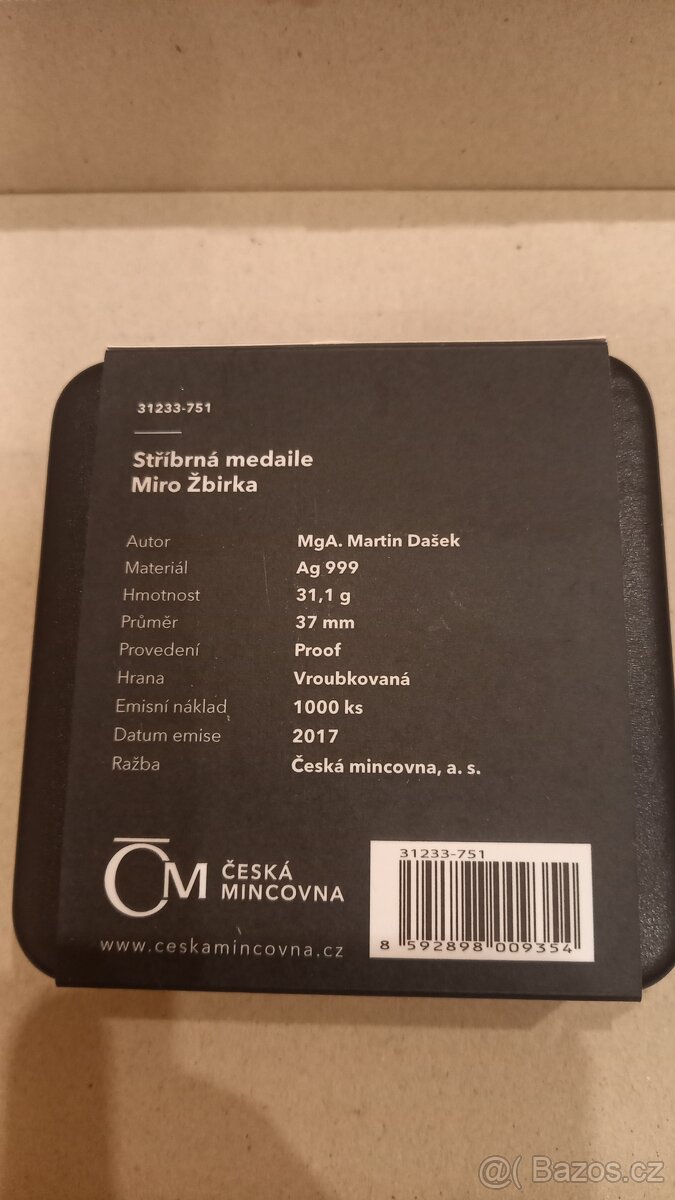 31233-751
Stříbrná medaile
Miro Žbirka
Autor MgA. Martin Dašek
Materiál Ag 999
Hmotnost 31,1 g
Průměr 37 mm
Provedení Proof
Hrana Vroubkovaná
Emisní náklad 1000 ks
Datum emise 2017
Ražba Česká mincovna, a. s.
ČM ČESKÁ
MINCOVNA
www.ceskamincovna.cz
31233-751
8 592898 009354
@( Bazos.cz